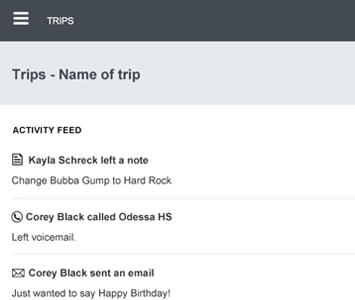 TRIPS
Trips - Name of trip
ACTIVITY FEED
Kayla Schreck left a note
Change Bubba Gump to Hard Rock
Corey Black called Odessa HS
Left voicemail.
Corey Black sent an email
Just wanted to say Happy Birthday!